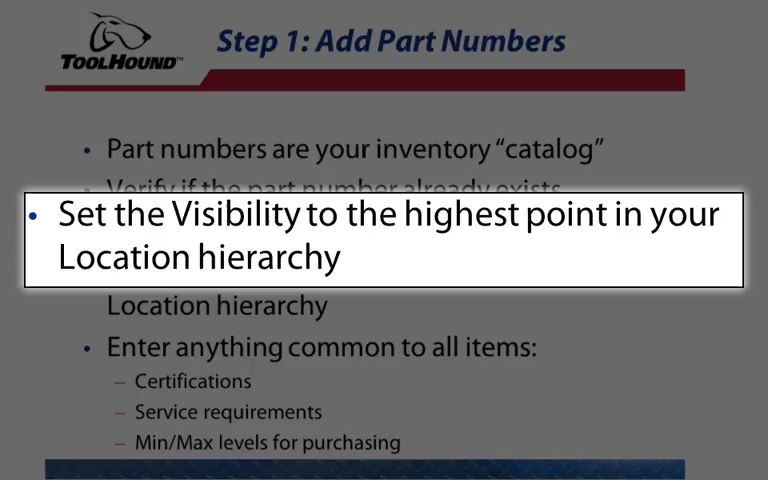 TOOLHOUND™
Step 1: Add Part Numbers
• Part numbers are your inventory “catalog”
• Verify if the part number already exists
• Set the Visibility to the highest point in your
Location hierarchy
Location hierarchy
• Enter anything common to all items:
– Certifications
– Service requirements
– Min/Max levels for purchasing